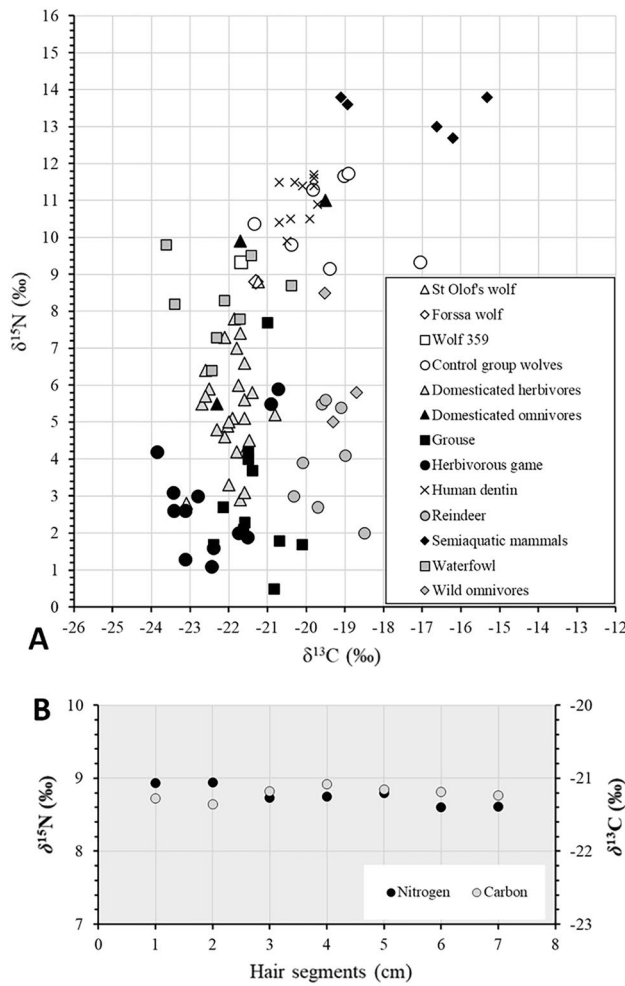 16
15
14
13
12
11
10
9
8
7
6
5
4
3
2
1
0
δ15N (‰)
St Olof's wolf
Forssa wolf
Wolf 359
Control group wolves
Domesticated herbivores
Domesticated omnivores
Grouse
Herbivorous game
Human dentin
Reindeer
Semiaquatic mammals
Waterfowl
Wild omnivores
-26 -25 -24 -23 -22 -21 -20 -19 -18 -17 -16 -15 -14 -13 -12
A
δ13C (‰)
B
10
9
8
7
δ15N (‰)
-20
-21
-22
-23
δ13C (‰)
Nitrogen Carbon
0 1 2 3 4 5 6 7 8
Hair segments (cm)